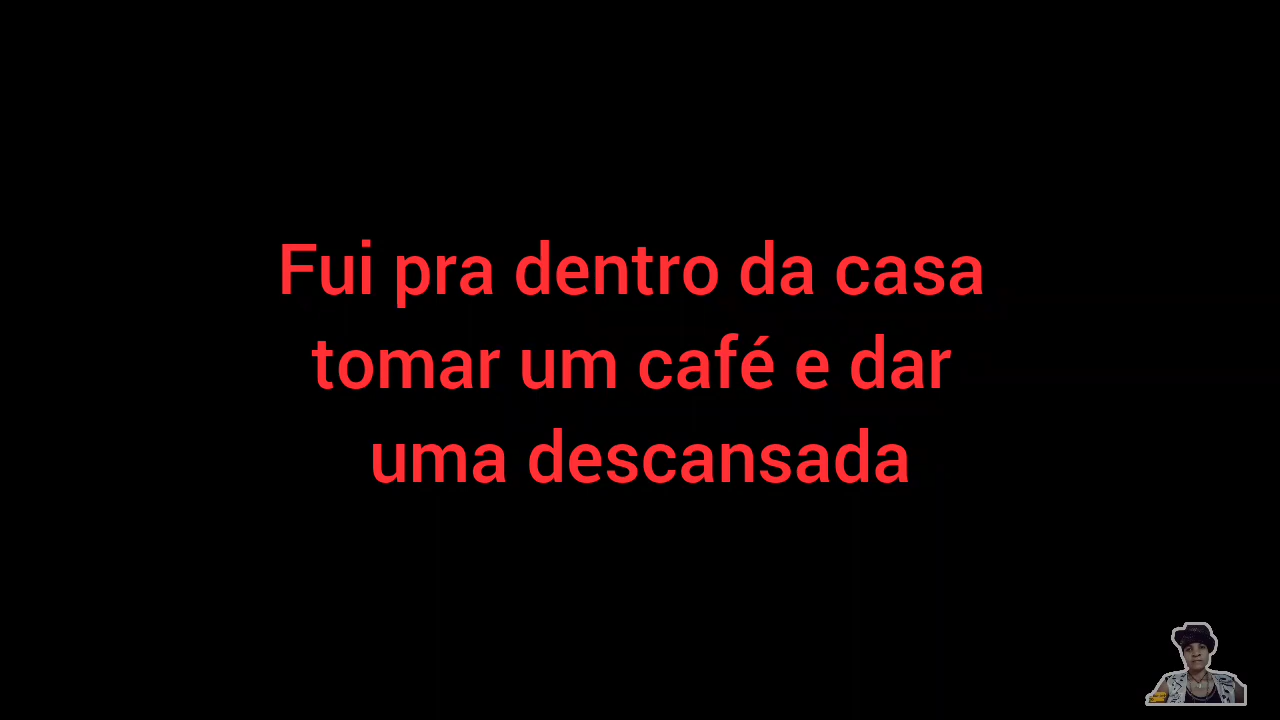 Fui pra dentro da casa
tomar um café e dar
uma descansada